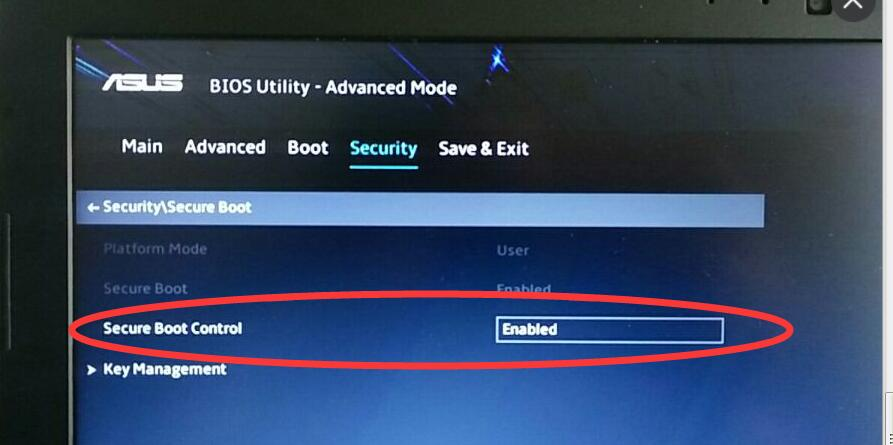 ASUS BIOS Utility - Advanced Mode
Main Advanced Boot Security Save & Exit
← Security\Secure Boot
Platform Mode User
Secure Boot Enabled
Secure Boot Control Enabled
> Key Management